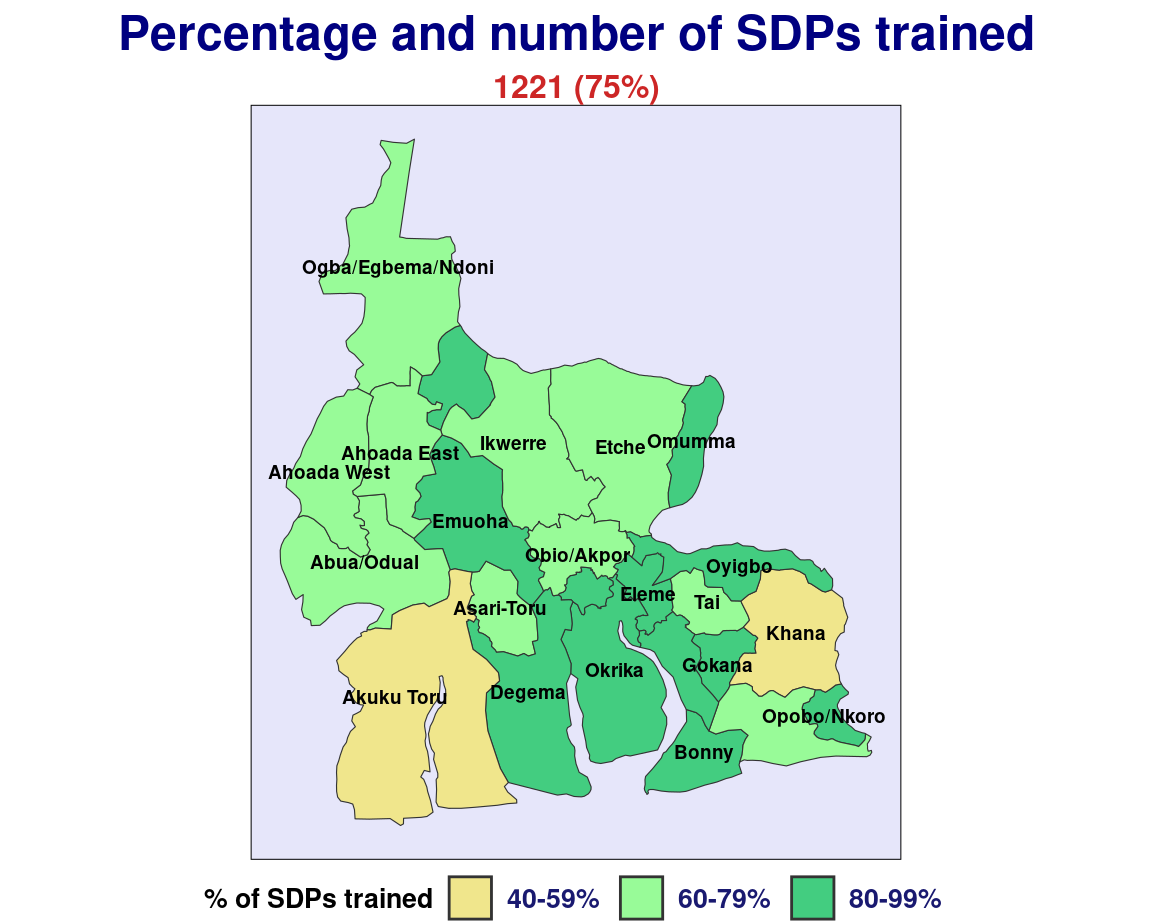 Percentage and number of SDPs trained
1221 (75%)
Ogba/Egbema/Ndoni
Ikwerre
Etche
Omumma
Ahoada East
Ahoada West
Emuoha
Obio/Akpor
Abua/Odual
Oyigbo
Eleme
Tai
Asari-Toru
Khana
Gokana
Okrika
Degema
Akuku Toru
Opobo/Nkoro
Bonny
% of SDPs trained 40-59% 60-79% 80-99%